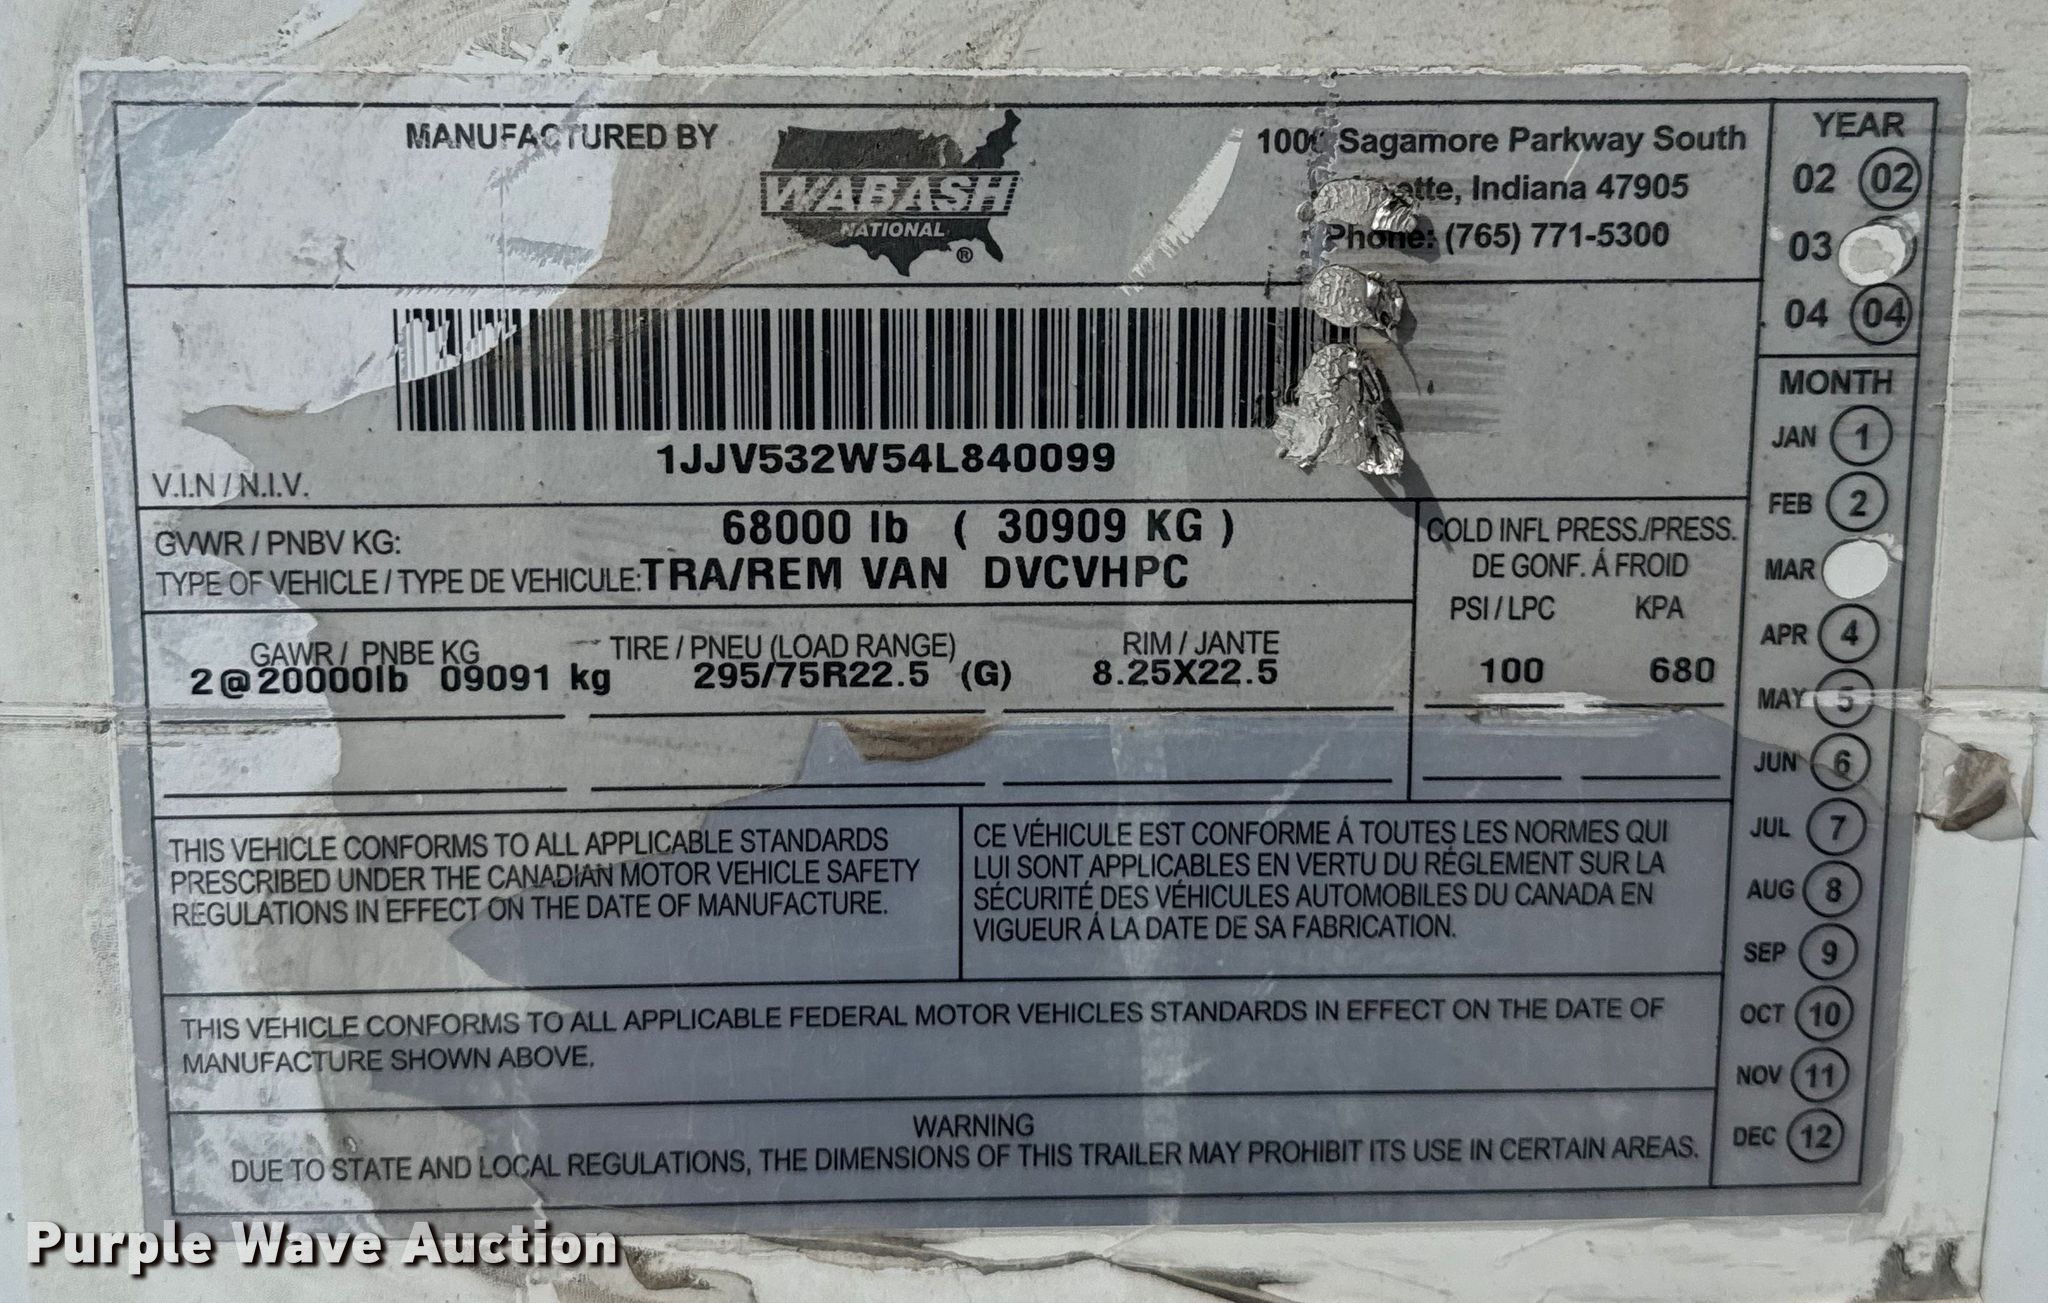 MANUFACTURED BY
WABASH
NATIONAL
®
Sagamore Parkway South
Indiana 47905
Phone: (765) 771-5300
YEAR
02 02
03
04 04
1JJV532W54L840099
V.I.N / N.I.V.
GVWR / PNBV KG: 68000 lb ( 30909 KG )
TYPE OF VEHICLE / TYPE DE VEHICULE: TRA/REM VAN DVCVHPC
COLD INFL PRESS./PRESS.
DE GONF. Á FROID
PSI / LPC KPA
100 680
GAWR / PNBE KG TIRE / PNEU (LOAD RANGE) RIM / JANTE
2@20000lb 09091 kg 295/75R22.5 (G) 8.25X22.5
MONTH
JAN 1
FEB 2
MAR
APR 4
MAY 5
JUN 6
JUL 7
AUG 8
SEP 9
OCT 10
NOV 11
DEC 12
THIS VEHICLE CONFORMS TO ALL APPLICABLE STANDARDS
PRESCRIBED UNDER THE CANADIAN MOTOR VEHICLE SAFETY
REGULATIONS IN EFFECT ON THE DATE OF MANUFACTURE.
CE VÉHICULE EST CONFORME Á TOUTES LES NORMES QUI
LUI SONT APPLICABLES EN VERTU DU RÉGLEMENT SUR LA
SÉCURITÉ DES VÉHICULES AUTOMOBILES DU CANADA EN
VIGUEUR Á LA DATE DE SA FABRICATION.
THIS VEHICLE CONFORMS TO ALL APPLICABLE FEDERAL MOTOR VEHICLES STANDARDS IN EFFECT ON THE DATE OF
MANUFACTURE SHOWN ABOVE.
WARNING
DUE TO STATE AND LOCAL REGULATIONS, THE DIMENSIONS OF THIS TRAILER MAY PROHIBIT ITS USE IN CERTAIN AREAS.
Purple Wave Auction